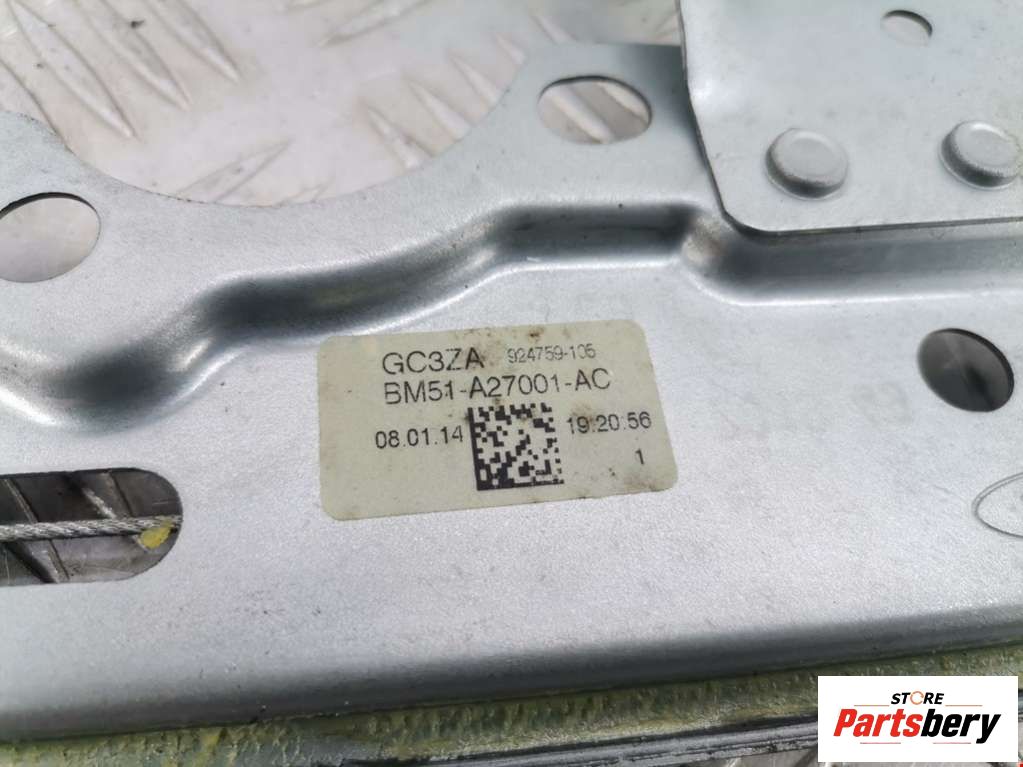 GC3ZA 924759-105
BM51-A27001-AC
08.01.14 19:20:56
1
STORE
Partsbery